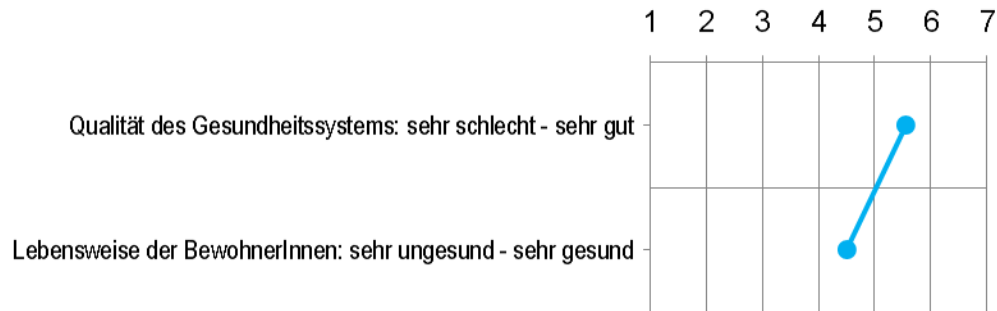 1 2 3 4 5 6 7
Qualität des Gesundheitssystems: sehr schlecht - sehr gut
Lebensweise der BewohnerInnen: sehr ungesund - sehr gesund